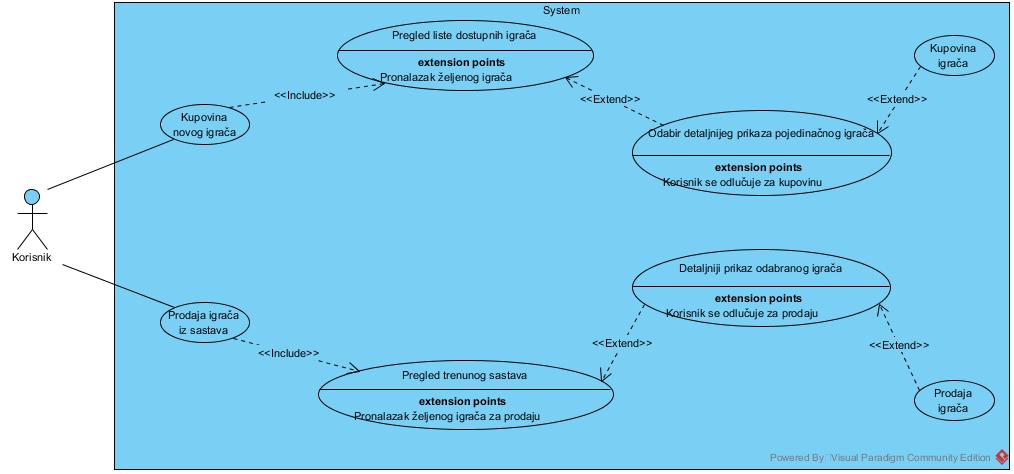 System
Pregled liste dostupnih igrača
extension points
Pronalazak željenog igrača
Kupovina
igrača
<<Include>>
<<Extend>>
<<Extend>>
Kupovina
novog igrača
Odabir detaljnijeg prikaza pojedinačnog igrača
extension points
Korisnik se odlučuje za kupovinu
Korisnik
Detaljniji prikaz odabranog igrača
extension points
Korisnik se odlučuje za prodaju
Prodaja igrača
iz sastava
<<Include>>
<<Extend>>
<<Extend>>
Pregled trenunog sastava
extension points
Pronalazak željenog igrača za prodaju
Prodaja
igrača
Powered By Visual Paradigm Community Edition